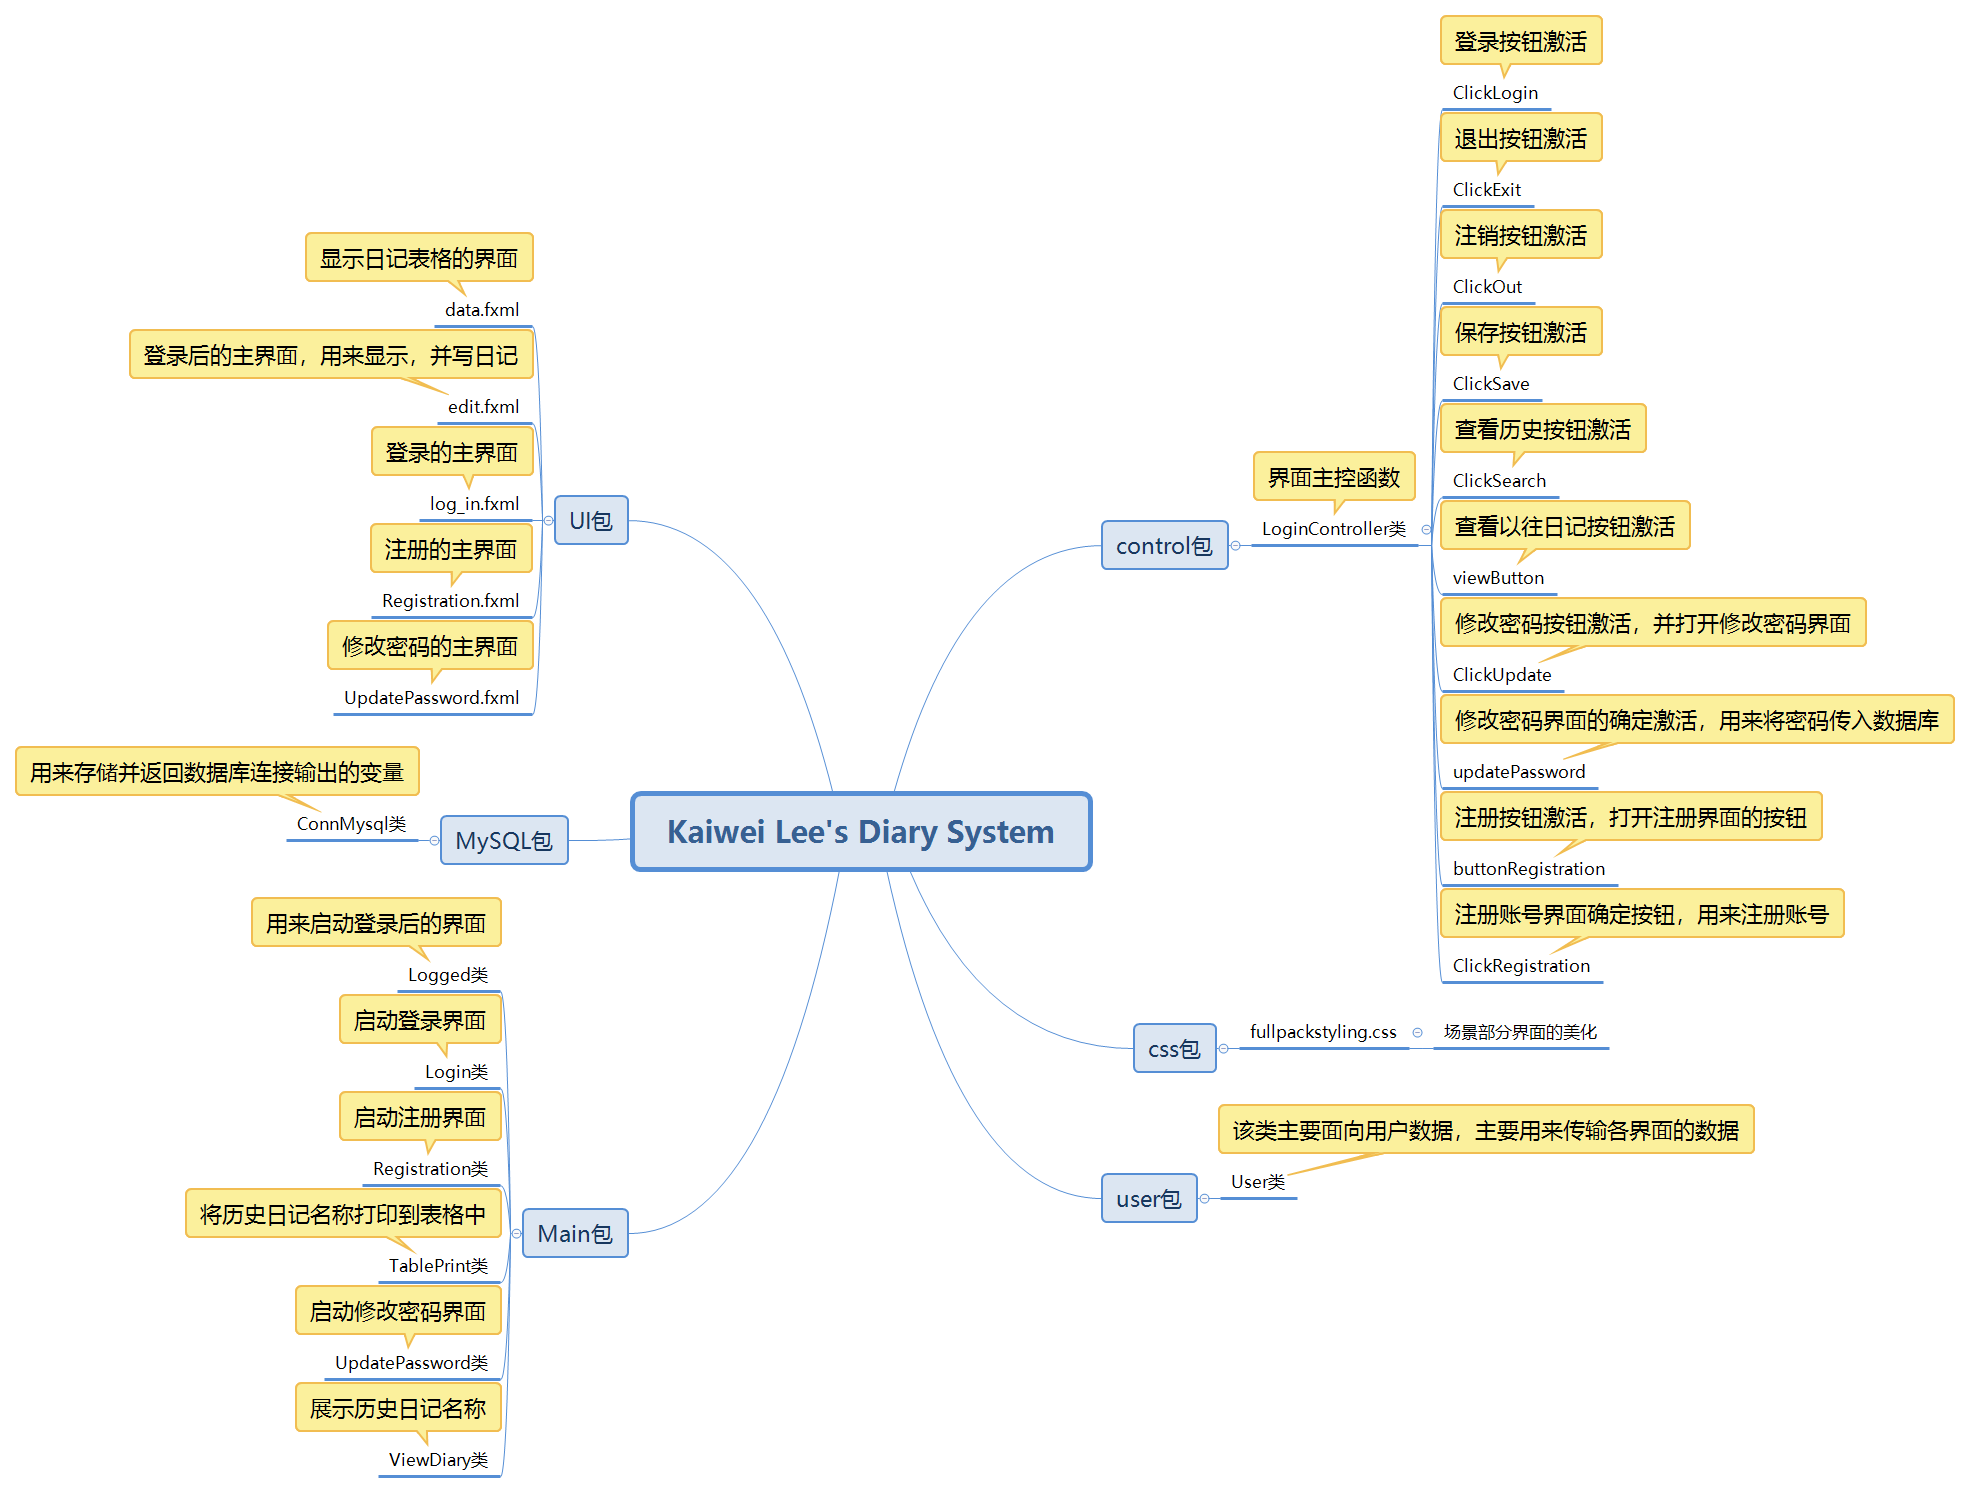 Kaiwei Lee's Diary System
control包
界面主控函数
LoginController类
登录按钮激活
ClickLogin
退出按钮激活
ClickExit
注销按钮激活
ClickOut
保存按钮激活
ClickSave
查看历史按钮激活
ClickSearch
查看以往日记按钮激活
viewButton
修改密码按钮激活，并打开修改密码界面
ClickUpdate
修改密码界面的确定激活，用来将密码传入数据库
updatePassword
注册按钮激活，打开注册界面的按钮
buttonRegistration
注册账号界面确定按钮，用来注册账号
ClickRegistration
css包
fullpackstyling.css
场景部分界面的美化
user包
该类主要面向用户数据，主要用来传输各界面的数据
User类
UI包
显示日记表格的界面
data.fxml
登录后的主界面，用来显示，并写日记
edit.fxml
登录的主界面
log_in.fxml
注册的主界面
Registration.fxml
修改密码的主界面
UpdatePassword.fxml
MySQL包
用来存储并返回数据库连接输出的变量
ConnMysql类
Main包
用来启动登录后的界面
Logged类
启动登录界面
Login类
启动注册界面
Registration类
将历史日记名称打印到表格中
TablePrint类
启动修改密码界面
UpdatePassword类
展示历史日记名称
ViewDiary类